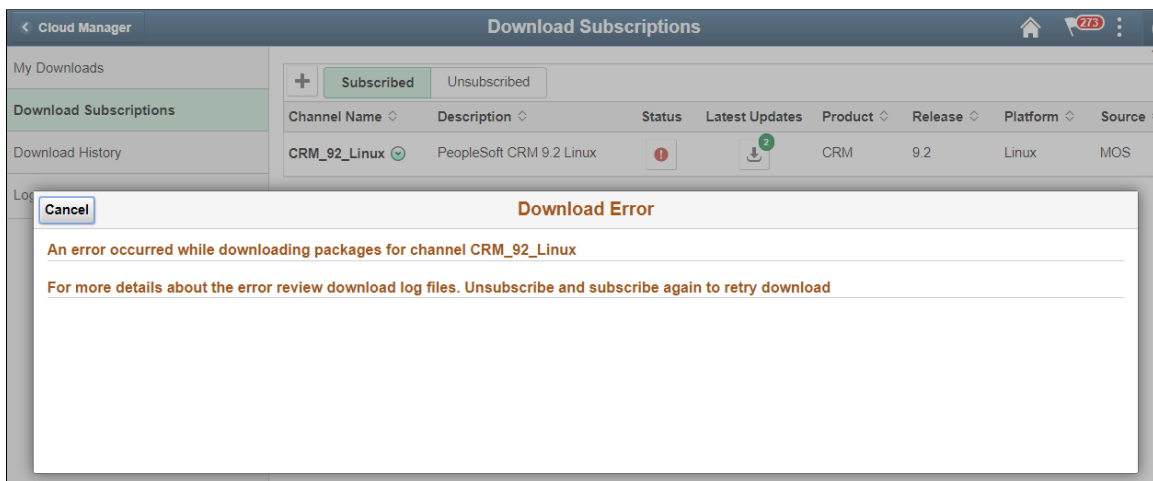 Cloud Manager
Download Subscriptions
273
My Downloads
Download Subscriptions
Download History
Log
Subscribed
Unsubscribed
Channel Name Description Status Latest Updates Product Release Platform Source
CRM_92_Linux PeopleSoft CRM 9.2 Linux 2 CRM 9.2 Linux MOS
Cancel
Download Error
An error occurred while downloading packages for channel CRM_92_Linux
For more details about the error review download log files. Unsubscribe and subscribe again to retry download